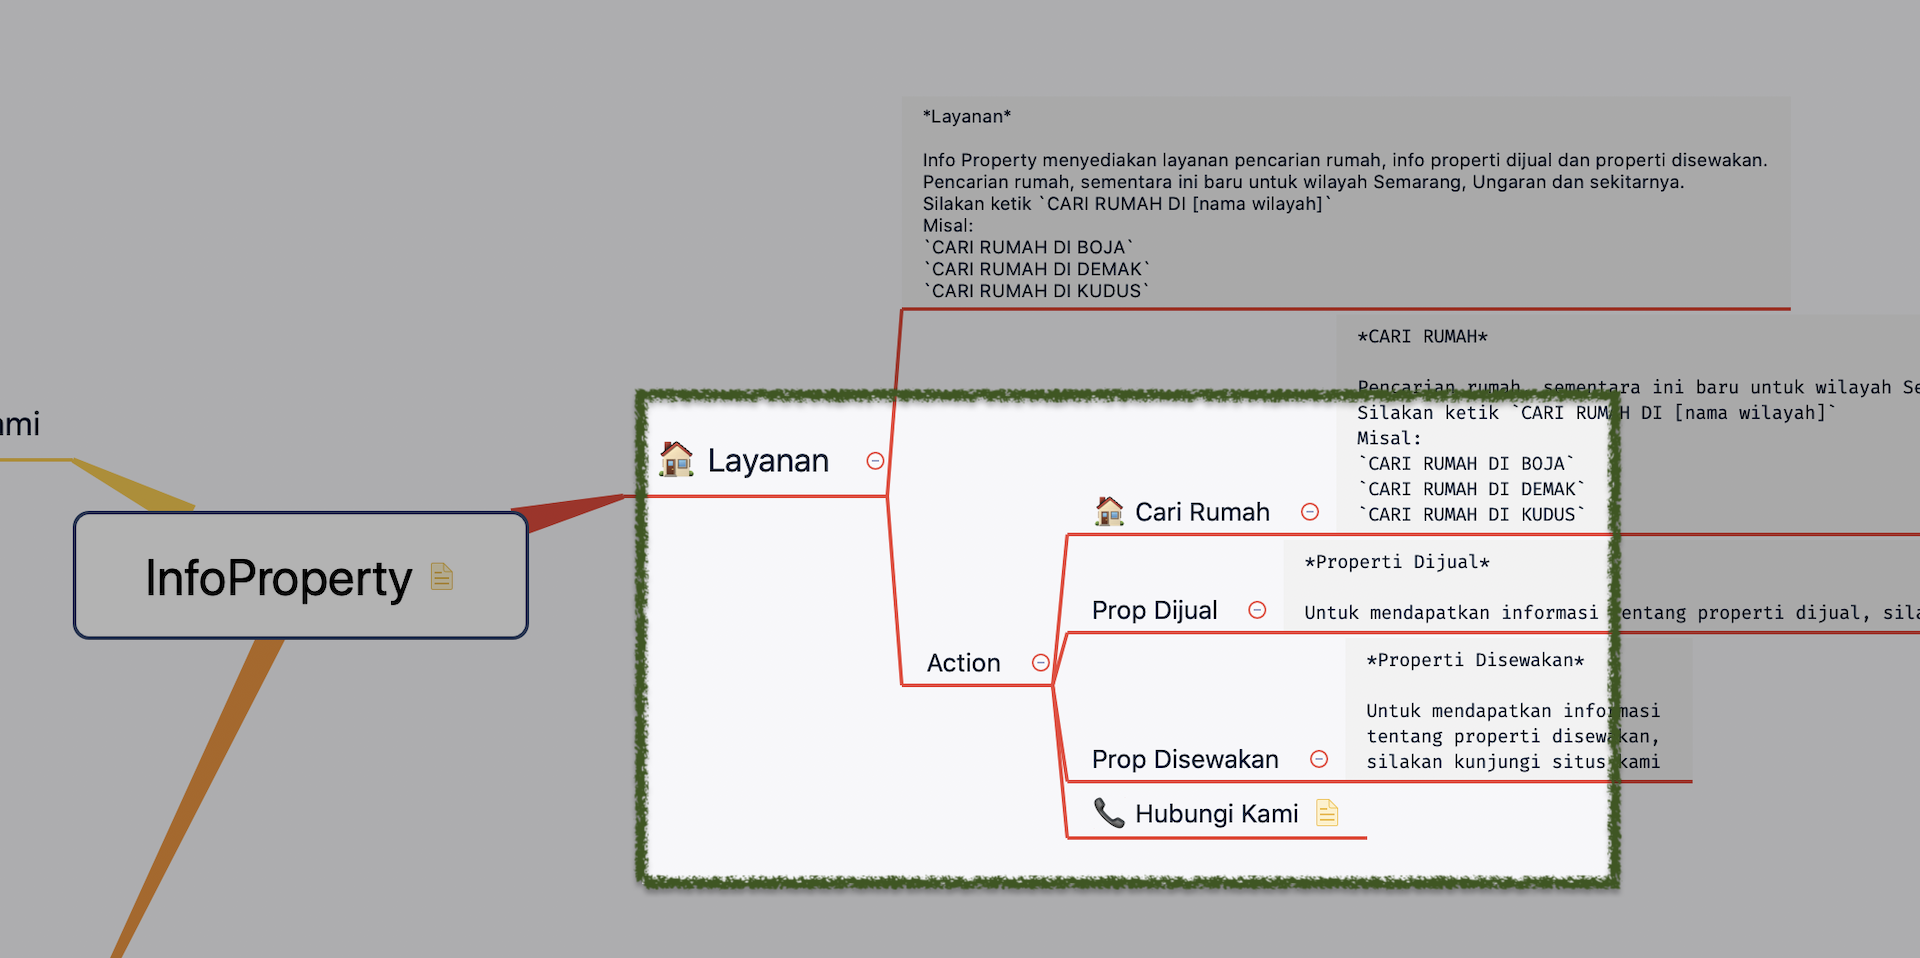 *Layanan*
Info Property menyediakan layanan pencarian rumah, info properti dijual dan properti disewakan.
Pencarian rumah, sementara ini baru untuk wilayah Semarang, Ungaran dan sekitarnya.
Silakan ketik `CARI RUMAH DI [nama wilayah]`
Misal:
`CARI RUMAH DI BOJA`
`CARI RUMAH DI DEMAK`
`CARI RUMAH DI KUDUS`
*CARI RUMAH*
Pencarian rumah, sementara ini baru untuk wilayah
Silakan ketik `CARI RUMAH DI [nama wilayah]`
Misal:
`CARI RUMAH DI BOJA`
`CARI RUMAH DI DEMAK`
`CARI RUMAH DI KUDUS`
Layanan
Cari Rumah
InfoProperty
*Properti Dijual*
Prop Dijual
Untuk mendapatkan informasi tentang properti dijual,
Action
*Properti Disewakan*
Untuk mendapatkan informasi
tentang properti disewakan,
silakan kunjungi situs kami
Prop Disewakan
Hubungi Kami